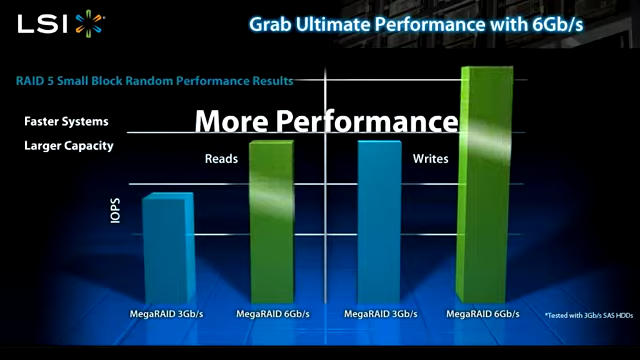 LSI
Grab Ultimate Performance with 6Gb/s
RAID 5 Small Block Random Performance Results
Faster Systems
Larger Capacity
More Performance
Reads
Writes
IOPS
MegaRAID 3Gb/s
MegaRAID 6Gb/s
MegaRAID 3Gb/s
MegaRAID 6Gb/s
*Tested with 3Gb/s SAS HDDs